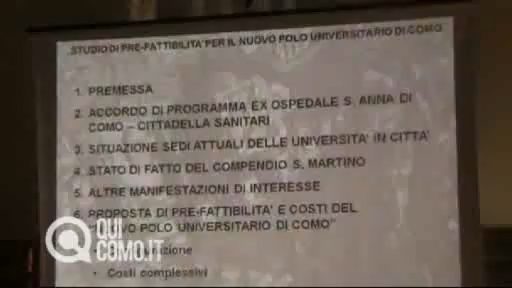 STUDIO DI PRE-FATTIBILITA' PER IL NUOVO POLO UNIVERSITARIO DI COMO
1. PREMESSA
2. ACCORDO DI PROGRAMMA EX OSPEDALE S. ANNA DI
COMO – CITTADELLA SANITARI
3. SITUAZIONE SEDI ATTUALI DELLE UNIVERSITA' IN CITTA'
4. STATO DI FATTO DEL COMPENDIO S. MARTINO
5. ALTRE MANIFESTAZIONI DI INTERESSE
6. PROPOSTA DI PRE-FATTIBILITA' E COSTI DEL
POLO UNIVERSITARIO DI COMO"
• Costi complessivi
QUI
COMO.IT